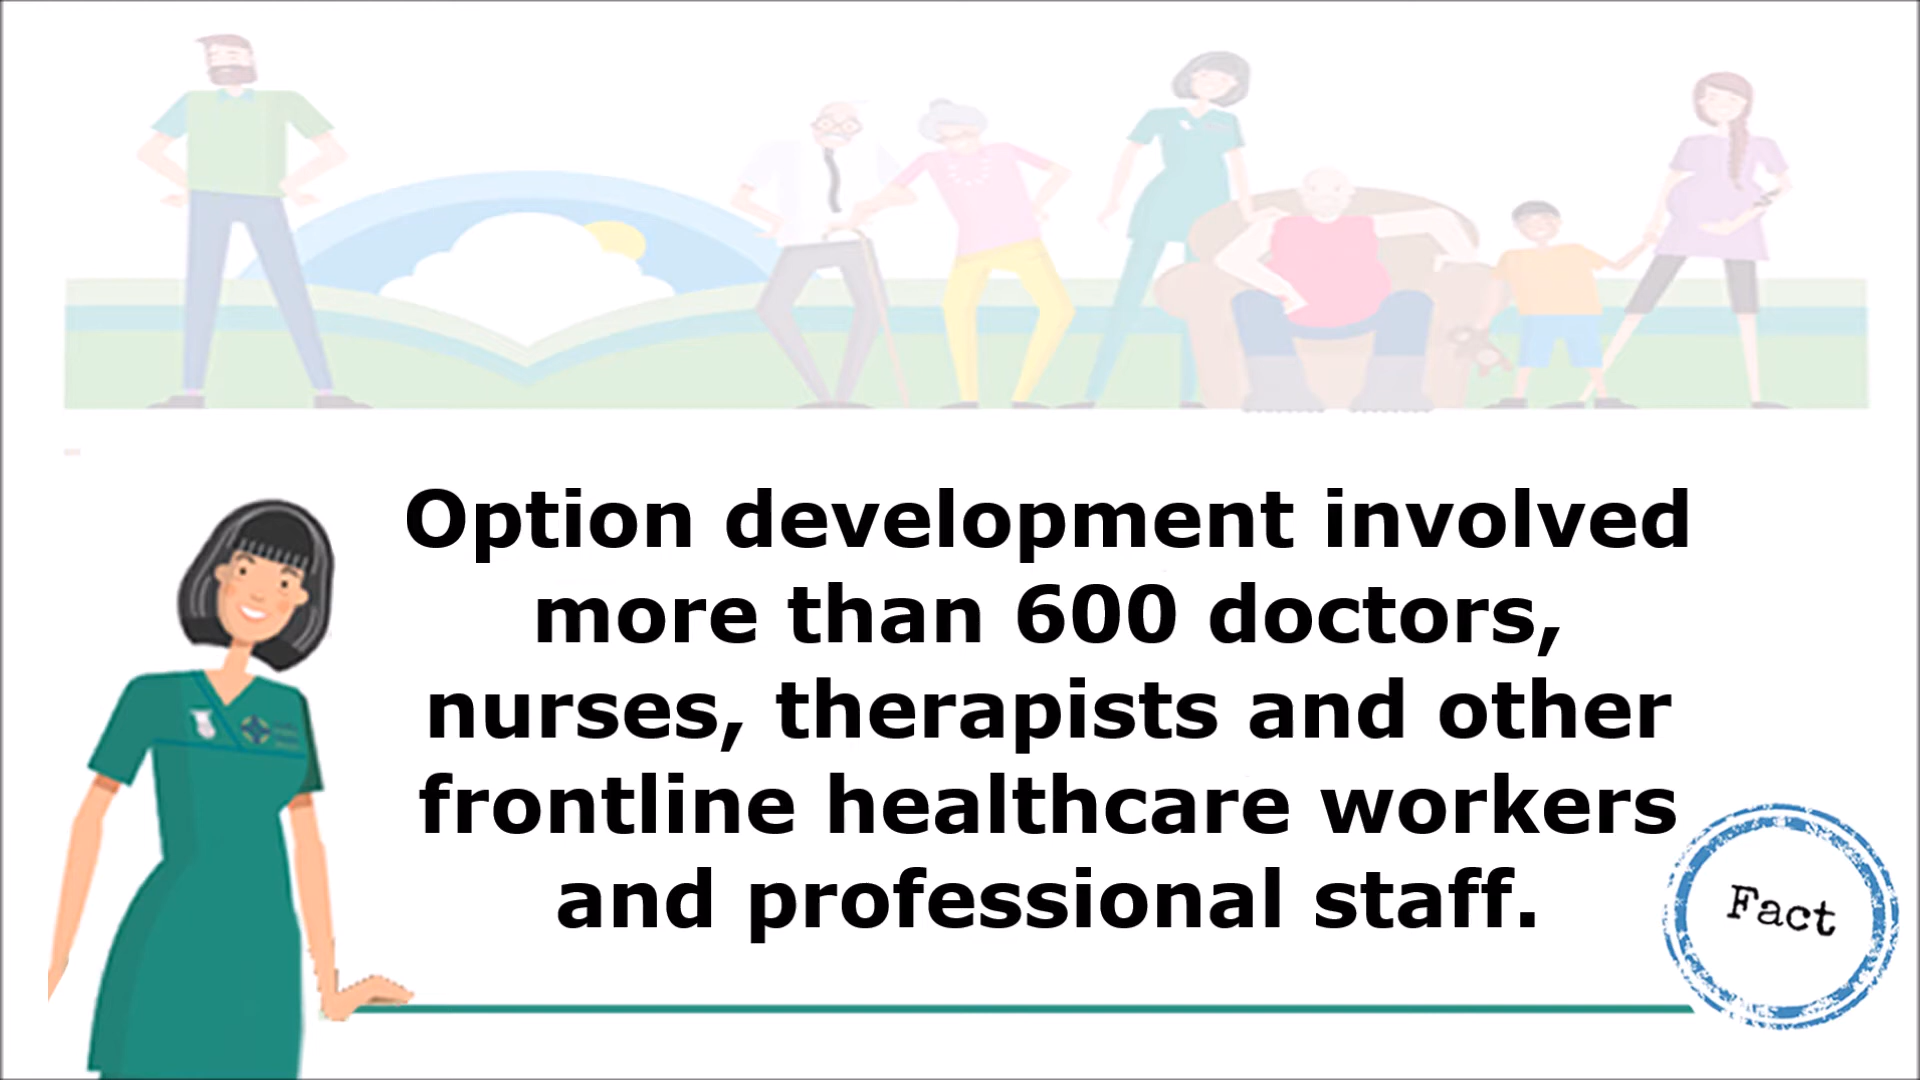 Option development involved
more than 600 doctors,
nurses, therapists and other
frontline healthcare workers
and professional staff.
Fact